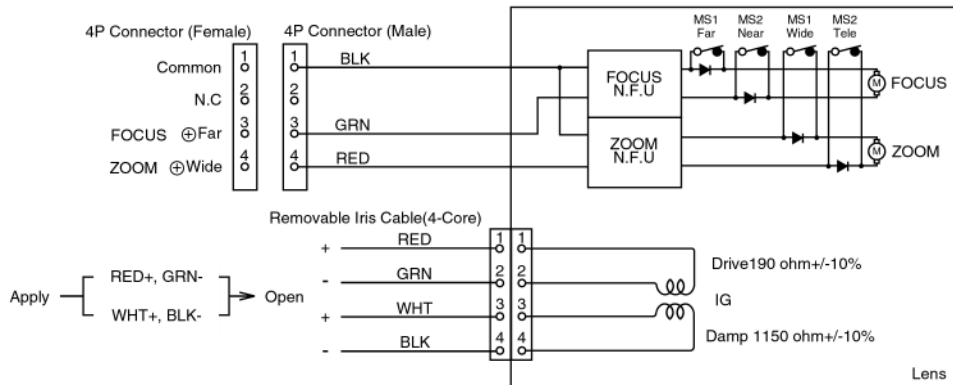 MS1 Far
MS2 Near
MS1 Wide
MS2 Tele
4P Connector (Female)
4P Connector (Male)
Common 1
N.C 2
FOCUS ⊕Far 3
ZOOM ⊕Wide 4
1 BLK
2
3 GRN
4 RED
FOCUS N.F.U
ZOOM N.F.U
M FOCUS
M ZOOM
Removable Iris Cable(4-Core)
+ RED 1 1
- GRN 2 2
+ WHT 3 3
- BLK 4 4
Drive190 ohm+/-10%
IG
Damp 1150 ohm+/-10%
Apply
RED+, GRN-
WHT+, BLK-
Open
Lens